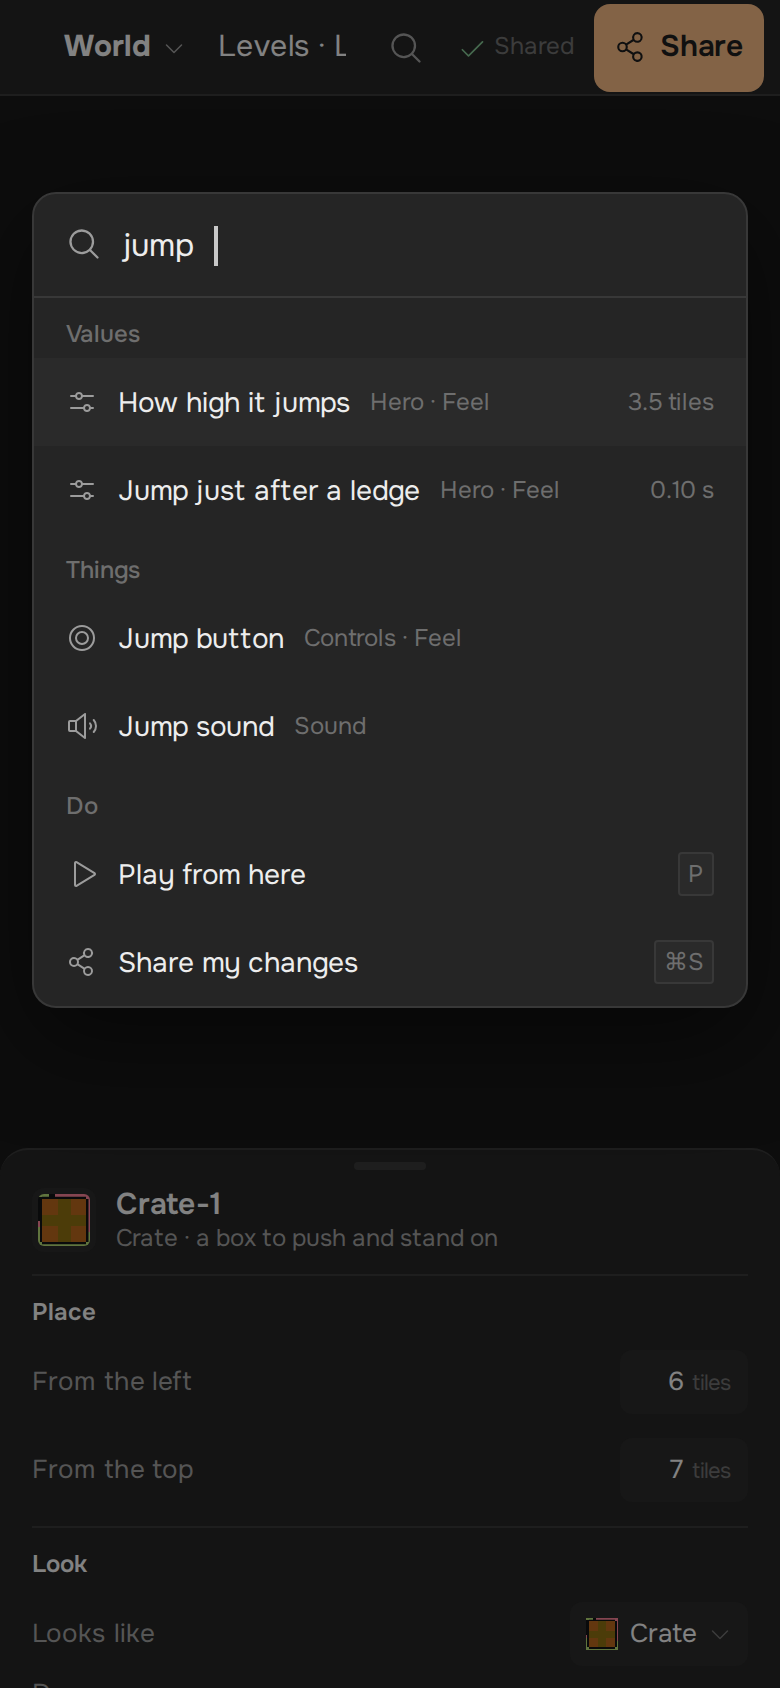 World Levels · L Shared Share
jump
Values
How high it jumps Hero · Feel 3.5 tiles
Jump just after a ledge Hero · Feel 0.10 s
Things
Jump button Controls · Feel
Jump sound Sound
Do
Play from here P
Share my changes ⌘S
Crate-1
Crate · a box to push and stand on
Place
From the left 6 tiles
From the top 7 tiles
Look
Looks like Crate